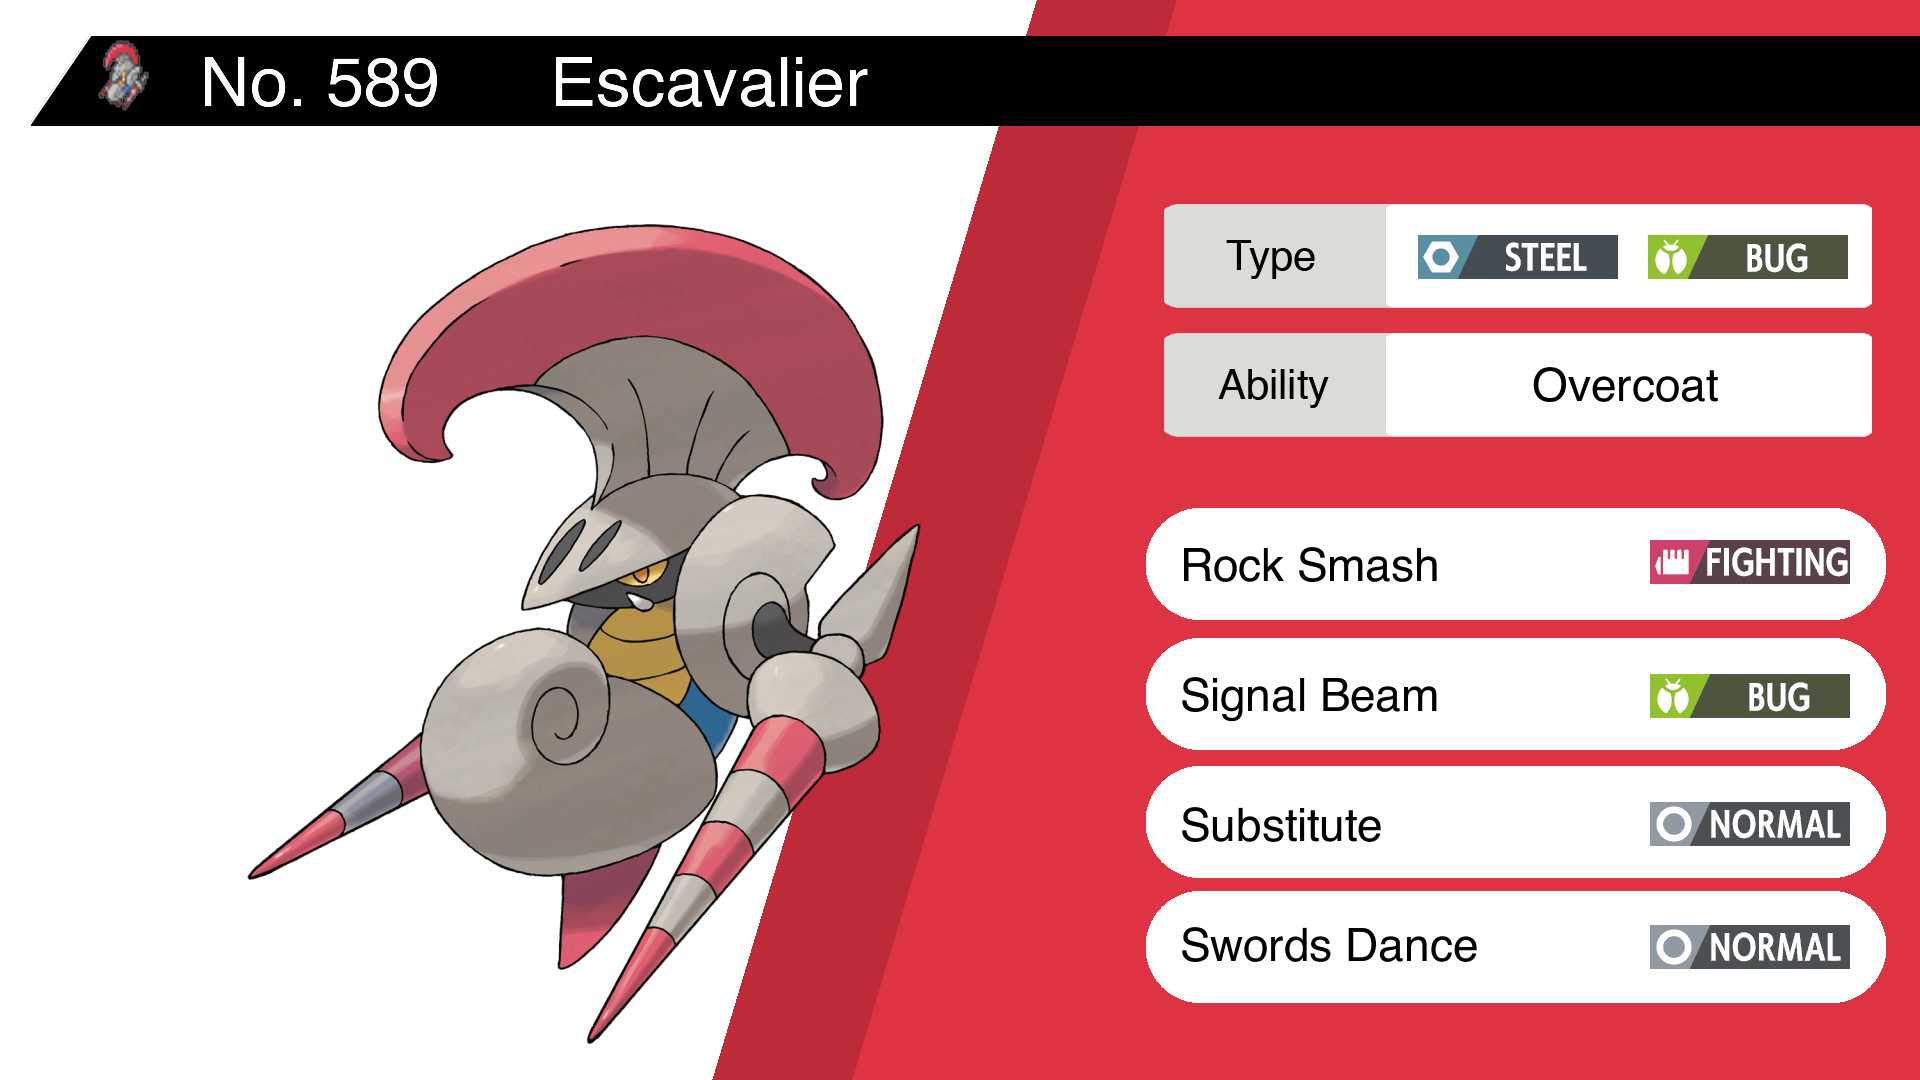 No. 589 Escavalier
Type STEEL BUG
Ability Overcoat
Rock Smash FIGHTING
Signal Beam BUG
Substitute NORMAL
Swords Dance NORMAL